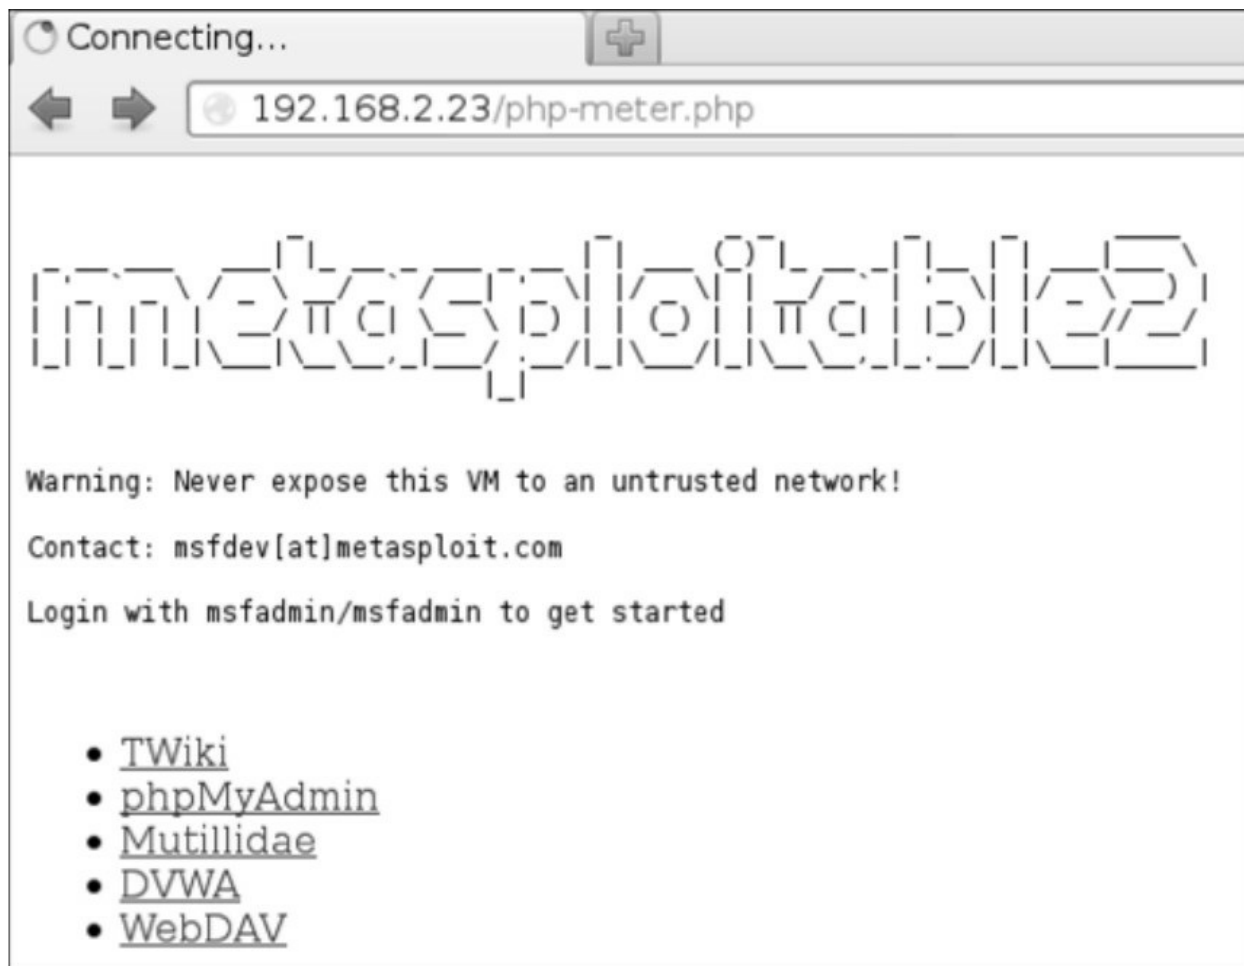 Connecting...
192.168.2.23/php-meter.php
metasploitable2
Warning: Never expose this VM to an untrusted network!
Contact: msfdev[at]metasploit.com
Login with msfadmin/msfadmin to get started
• TWiki
• phpMyAdmin
• Mutillidae
• DVWA
• WebDAV